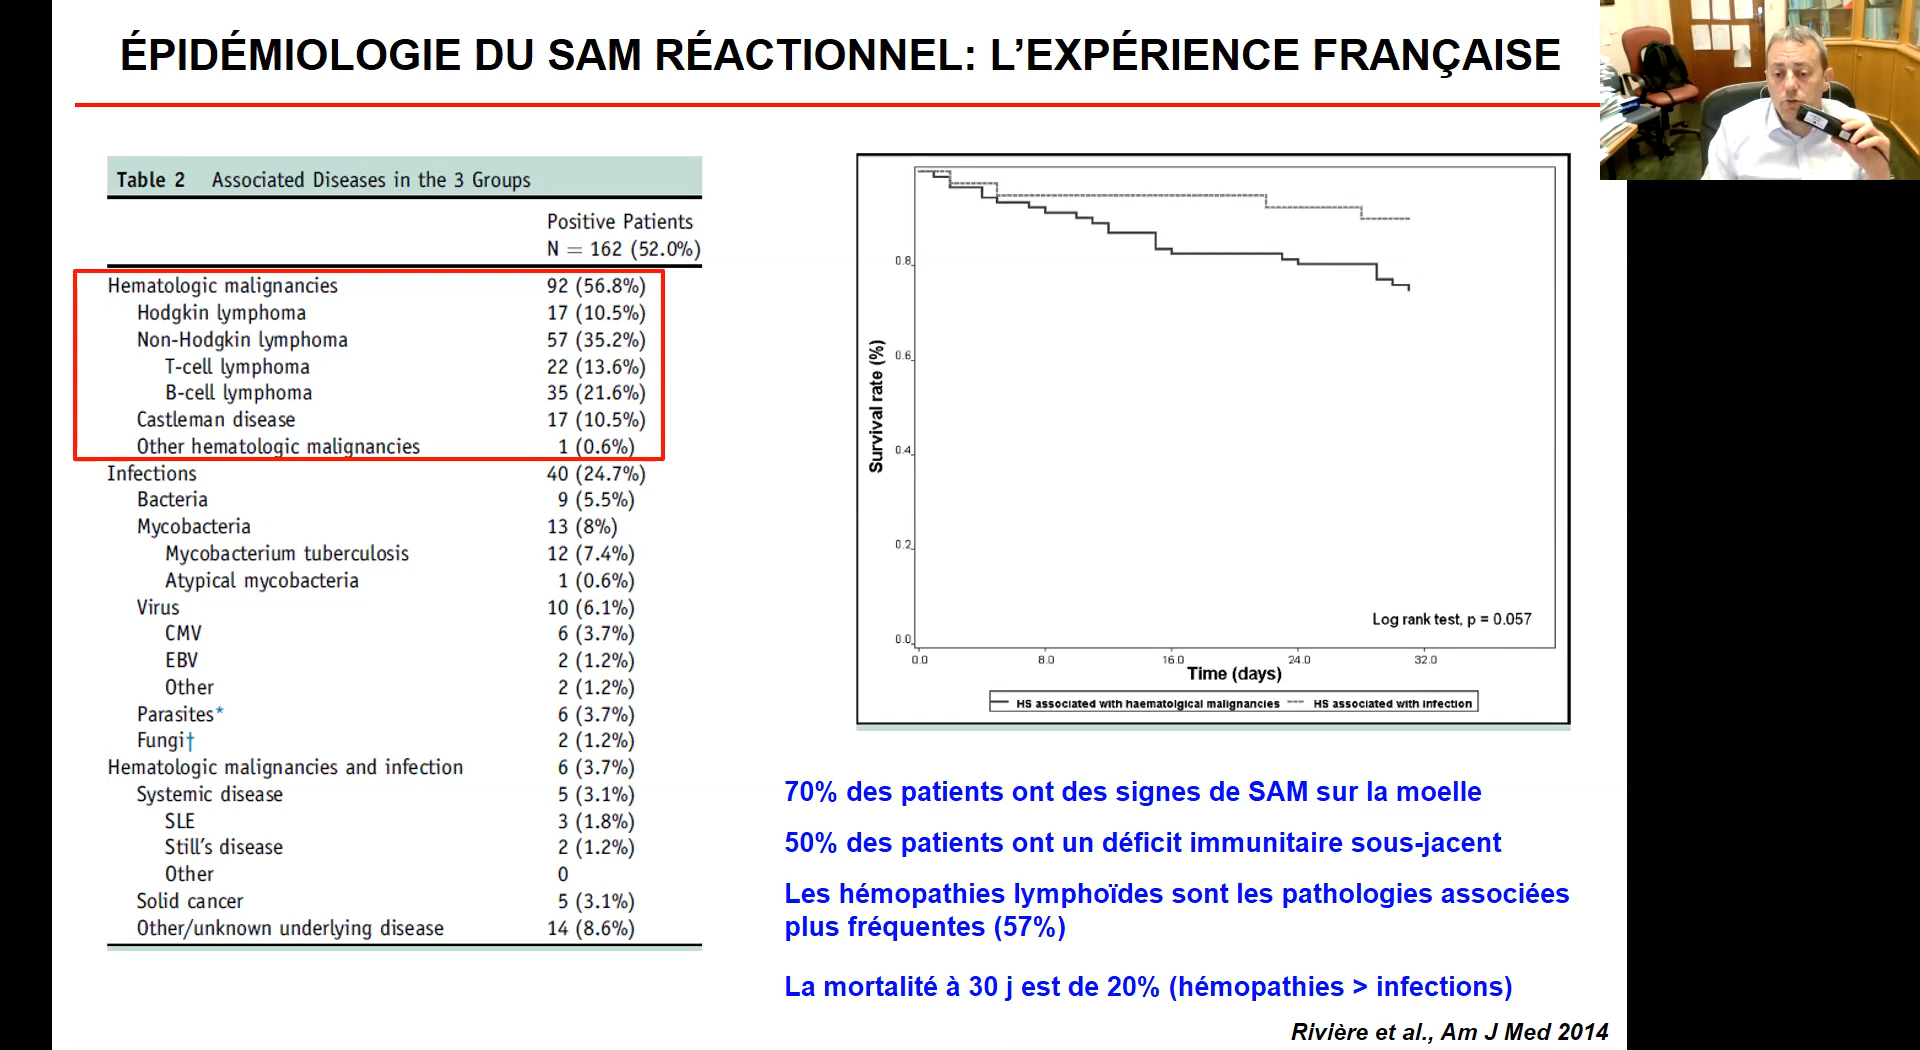 ÉPIDÉMIOLOGIE DU SAM RÉACTIONNEL: L'EXPÉRIENCE FRANÇAISE
Table 2 Associated Diseases in the 3 Groups
Positive Patients
N = 162 (52.0%)
Hematologic malignancies 92 (56.8%)
Hodgkin lymphoma 17 (10.5%)
Non-Hodgkin lymphoma 57 (35.2%)
T-cell lymphoma 22 (13.6%)
B-cell lymphoma 35 (21.6%)
Castleman disease 17 (10.5%)
Other hematologic malignancies 1 (0.6%)
Infections 40 (24.7%)
Bacteria 9 (5.5%)
Mycobacteria 13 (8%)
Mycobacterium tuberculosis 12 (7.4%)
Atypical mycobacteria 1 (0.6%)
Virus 10 (6.1%)
CMV 6 (3.7%)
EBV 2 (1.2%)
Other 2 (1.2%)
Parasites* 6 (3.7%)
Fungi† 2 (1.2%)
Hematologic malignancies and infection 6 (3.7%)
Systemic disease 5 (3.1%)
SLE 3 (1.8%)
Still's disease 2 (1.2%)
Other 0
Solid cancer 5 (3.1%)
Other/unknown underlying disease 14 (8.6%)
Survival rate (%)
0.8
0.6
0.4
0.2
0.0
Log rank test, p = 0.057
0.0 8.0 16.0 24.0 32.0
Time (days)
HS associated with haematolgical malignancies HS associated with infection
70% des patients ont des signes de SAM sur la moelle
50% des patients ont un déficit immunitaire sous-jacent
Les hémopathies lymphoïdes sont les pathologies associées
plus fréquentes (57%)
La mortalité à 30 j est de 20% (hémopathies > infections)
Rivière et al., Am J Med 2014